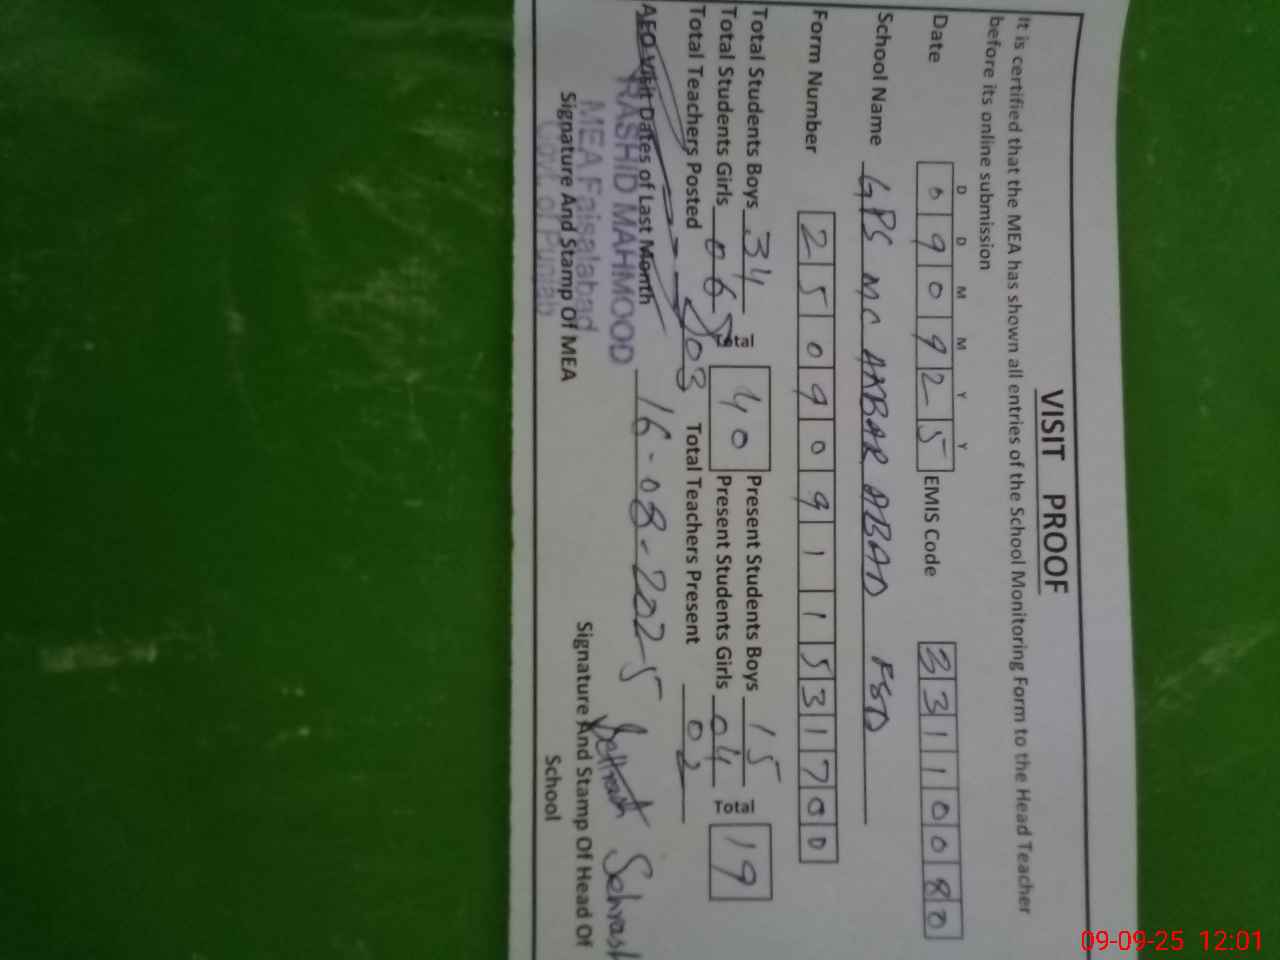 VISIT PROOF
It is certified that the MEA has shown all entries of the School Monitoring Form to the Head Teacher
before its online submission
D D M M Y Y
Date 0 9 0 9 2 5 EMIS Code 3 3 1 1 0 0 8 0
School Name GPS MC AKBAR ABAD FSD
Form Number 2 5 0 9 0 9 1 1 5 3 1 7 0 0
Total Students Boys 34 Total 40 Present Students Boys 15 Total 19
Total Students Girls 06 Present Students Girls 04
Total Teachers Posted 03 Total Teachers Present 02
AEO Visit Dates of Last Month 16-08-2025
RASHID MAHMOOD
MEA Faisalabad
Govt. of Punjab
Signature And Stamp Of MEA
Signature And Stamp Of Head Of
School
09-09-25 12:01